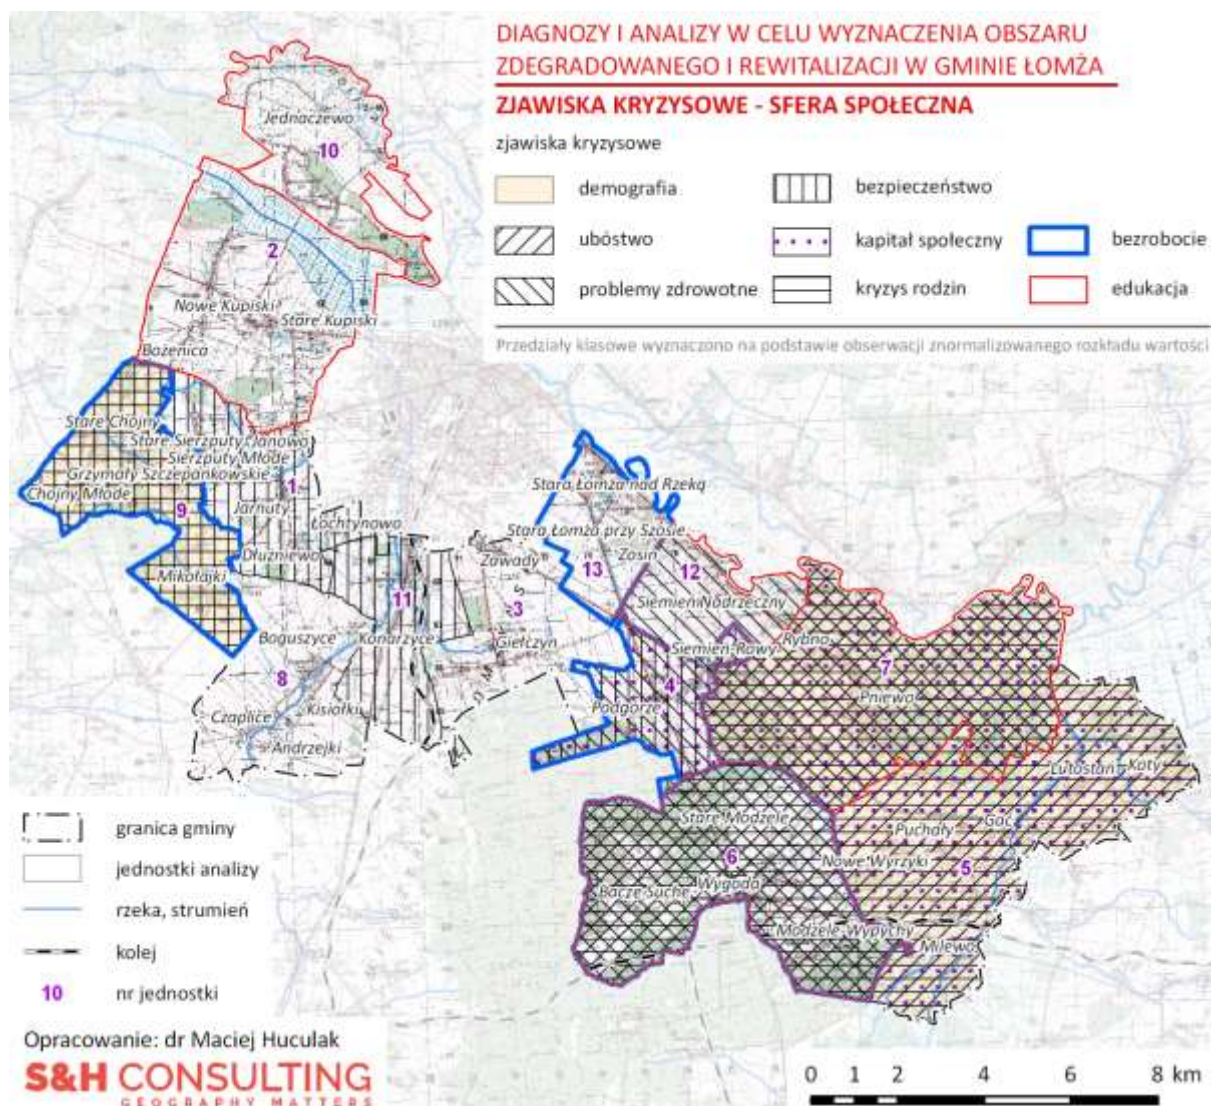 DIAGNOZY I ANALIZY W CELU WYZNACZENIA OBSZARU
ZDEGRADOWANEGO I REWITALIZACJI W GMINIE ŁOMŻA
ZJAWISKA KRYZYSOWE - SFERA SPOŁECZNA
zjawiska kryzysowe
demografia
bezpieczeństwo
ubóstwo
kapitał społeczny
bezrobocie
problemy zdrowotne
kryzys rodzin
edukacja
Przedziały klasowe wyznaczono na podstawie obserwacji znormalizowanego rozkładu wartości
Jednaczewo
10
2
Nowe Kupiski
Stare Kupiski
Bożenica
Stare Chojny
Stare Sierzputy
Janowo
Sierzputy Młode
Grzymały Szczepankowskie
Chojny Młode
1
9
Jarnuty
Łochtynowo
Dłużniewo
Mikołajki
Stara Łomża nad Rzeką
Stara Łomża przy Szosie
Zosin
Zawady
13
12
11
3
Siemień Nadrzeczny
Boguszyce
Konarzyce
Giełczyn
Siemień-Rowy
Rybno
7
8
4
Pniewo
Podgórze
Czaplice
Kisiołki
Andrzejki
Lutostań
Koty
Stare Modzele
Puchały
Gać
6
Nowe Wyrzyki
5
Bacze Suche
Wygoda
Modzele-Wypychy
Milewo
granica gminy
jednostki analizy
rzeka, strumień
kolej
10 nr jednostki
Opracowanie: dr Maciej Huculak
S&H CONSULTING
GEOGRAPHY MATTERS
0 1 2 4 6 8 km